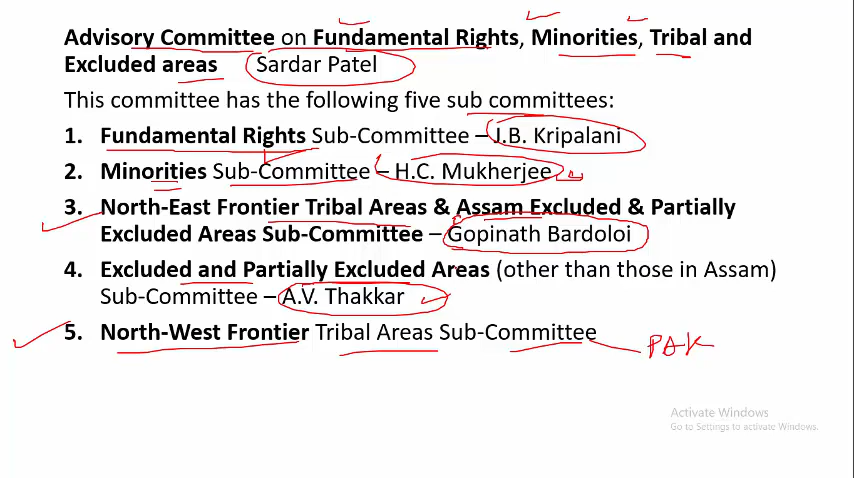 Advisory Committee on Fundamental Rights, Minorities, Tribal and
Excluded areas Sardar Patel
This committee has the following five sub committees:
1. Fundamental Rights Sub-Committee – J.B. Kripalani
2. Minorities Sub-Committee – H.C. Mukherjee
3. North-East Frontier Tribal Areas & Assam Excluded & Partially
Excluded Areas Sub-Committee – Gopinath Bardoloi
4. Excluded and Partially Excluded Areas (other than those in Assam)
Sub-Committee – A.V. Thakkar
5. North-West Frontier Tribal Areas Sub-Committee PAK
Activate Windows
Go to Settings to activate Windows.